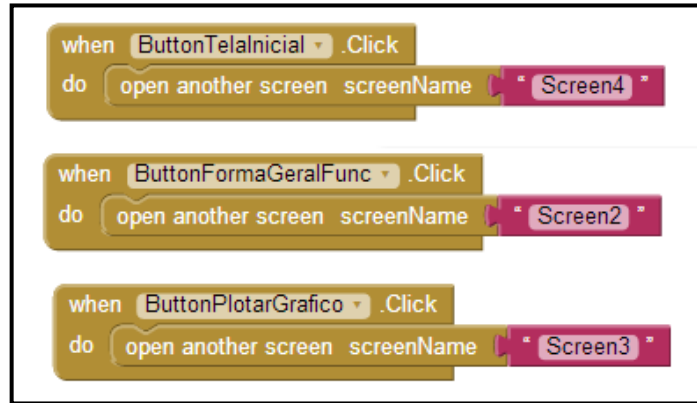 when ButtonTelaInicial .Click
do open another screen screenName " Screen4 "
when ButtonFormaGeralFunc .Click
do open another screen screenName " Screen2 "
when ButtonPlotarGrafico .Click
do open another screen screenName " Screen3 "